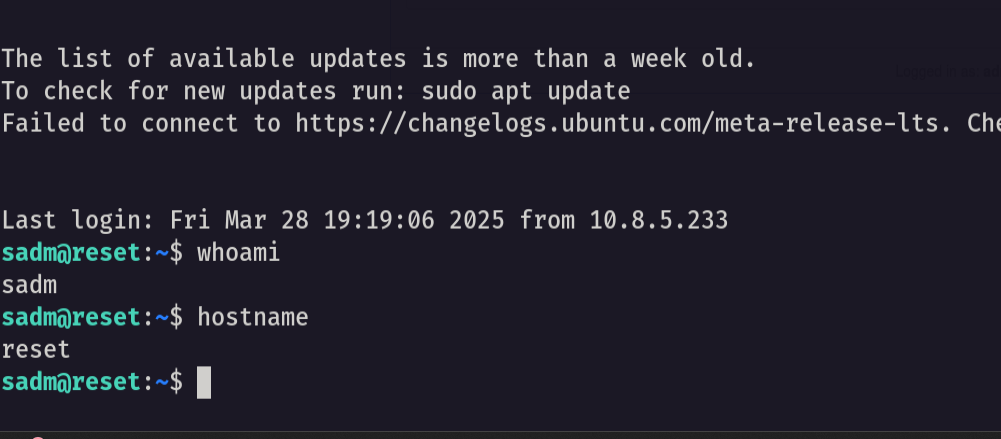 The list of available updates is more than a week old.
To check for new updates run: sudo apt update
Failed to connect to https://changelogs.ubuntu.com/meta-release-lts. Che
Last login: Fri Mar 28 19:19:06 2025 from 10.8.5.233
sadm@reset:~$ whoami
sadm
sadm@reset:~$ hostname
reset
sadm@reset:~$